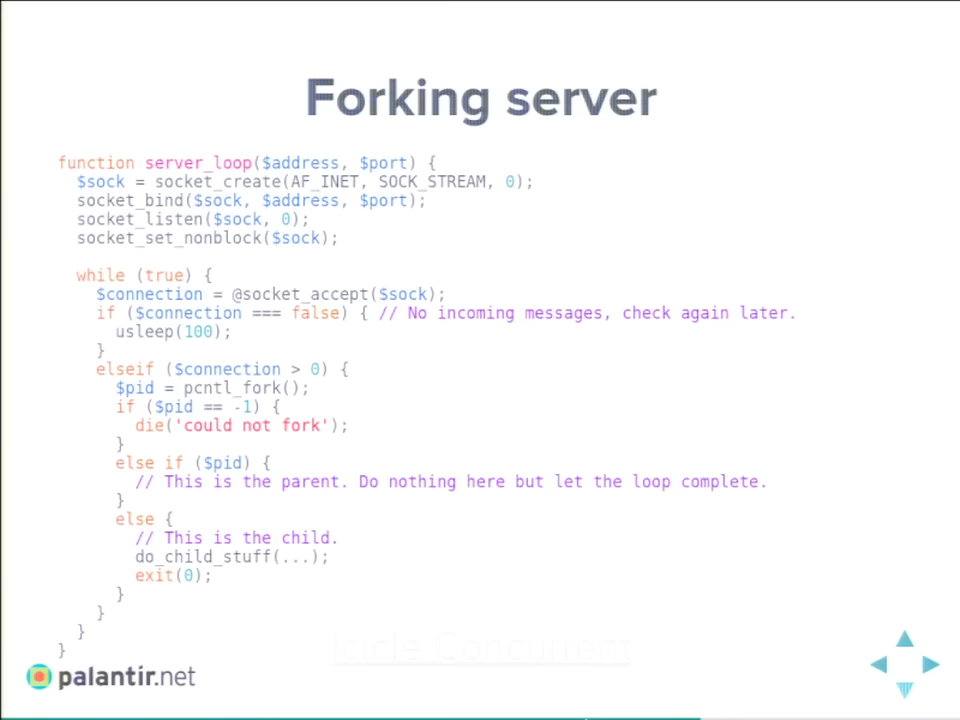 Forking server
function server_loop($address, $port) {
  $sock = socket_create(AF_INET, SOCK_STREAM, 0);
  socket_bind($sock, $address, $port);
  socket_listen($sock, 0);
  socket_set_nonblock($sock);

  while (true) {
    $connection = @socket_accept($sock);
    if ($connection === false) { // No incoming messages, check again later.
      usleep(100);
    }
    elseif ($connection > 0) {
      $pid = pcntl_fork();
      if ($pid == -1) {
        die('could not fork');
      }
      else if ($pid) {
        // This is the parent. Do nothing here but let the loop complete.
      }
      else {
        // This is the child.
        do_child_stuff(...);
        exit(0);
      }
    }
  }
}
Icicle Concurrent
palantir.net